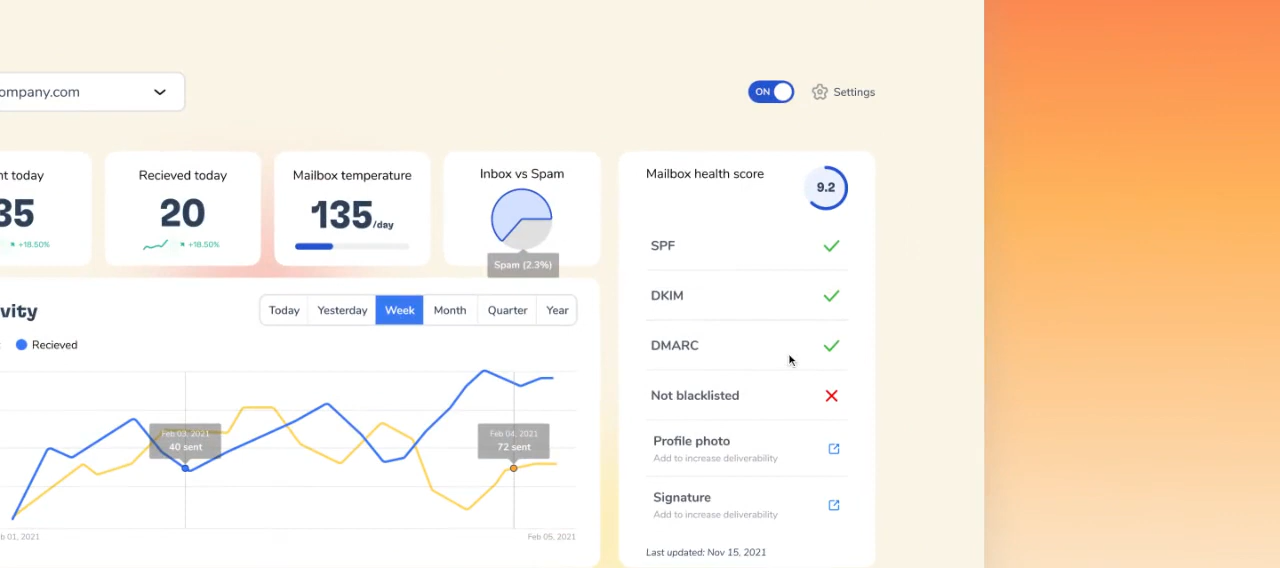 ompany.com
ON
Settings
nt today
35
+18.50%
Recieved today
20
+18.50%
Mailbox temperature
135/day
Inbox vs Spam
Spam (2.3%)
Mailbox health score
9.2
SPF
DKIM
DMARC
Not blacklisted
Profile photo
Add to increase deliverability
Signature
Add to increase deliverability
Last updated: Nov 15, 2021
vity
Today
Yesterday
Week
Month
Quarter
Year
Recieved
Feb 03, 2021
40 sent
Feb 04, 2021
72 sent
b 01, 2021
Feb 05, 2021